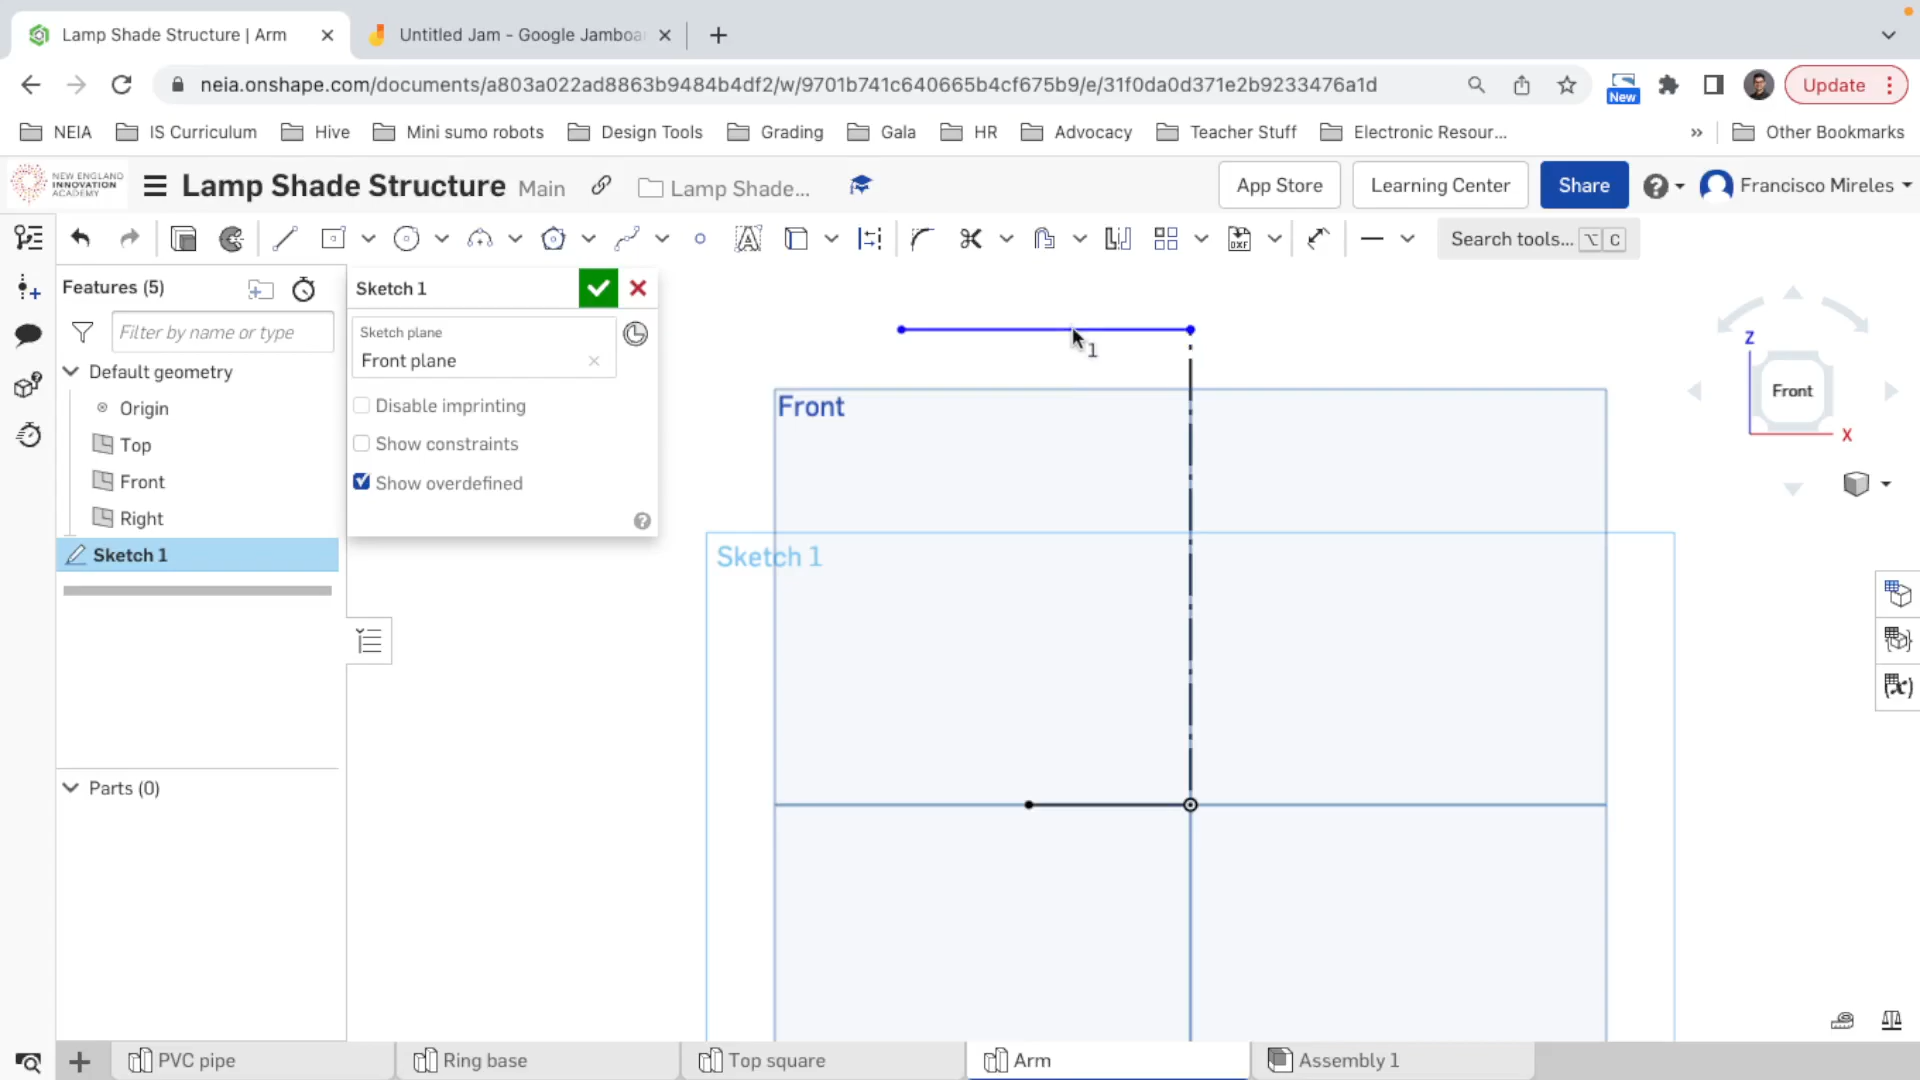 Lamp Shade Structure | Arm
Untitled Jam - Google Jamboa
neia.onshape.com/documents/a803a022ad8863b9484b4df2/w/9701b741c640665b4cf675b9/e/31f0da0d371e2b9233476a1d
New
Update
NEIA
IS Curriculum
Hive
Mini sumo robots
Design Tools
Grading
Gala
HR
Advocacy
Teacher Stuff
Electronic Resour...
»
Other Bookmarks
NEW ENGLAND
INNOVATION
ACADEMY
Lamp Shade Structure
Main
Lamp Shade...
App Store
Learning Center
Share
Francisco Mireles
DXF
Search tools... ⌥ C
Features (5)
Filter by name or type
Default geometry
Origin
Top
Front
Right
Sketch 1
Parts (0)
Sketch 1
Sketch plane
Front plane
Disable imprinting
Show constraints
Show overdefined
1
Front
Sketch 1
Z
Front
X
(x)
PVC pipe
Ring base
Top square
Arm
Assembly 1